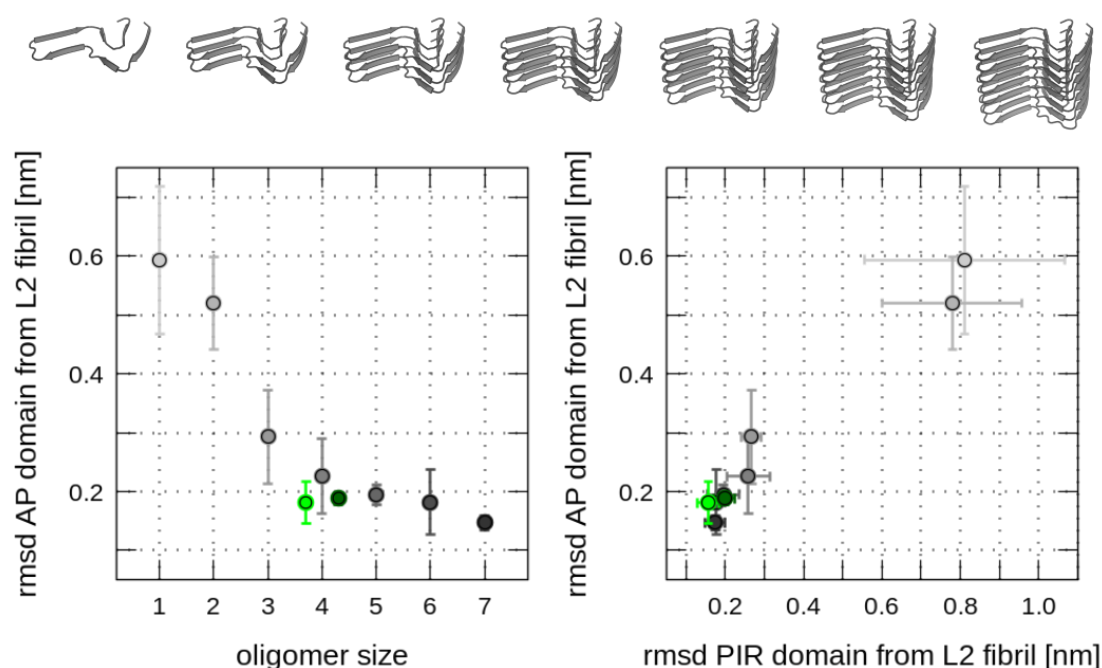 rmsd AP domain from L2 fibril [nm]
0.6
0.4
0.2
1 2 3 4 5 6 7
oligomer size
rmsd AP domain from L2 fibril [nm]
0.6
0.4
0.2
0.2 0.4 0.6 0.8 1.0
rmsd PIR domain from L2 fibril [nm]